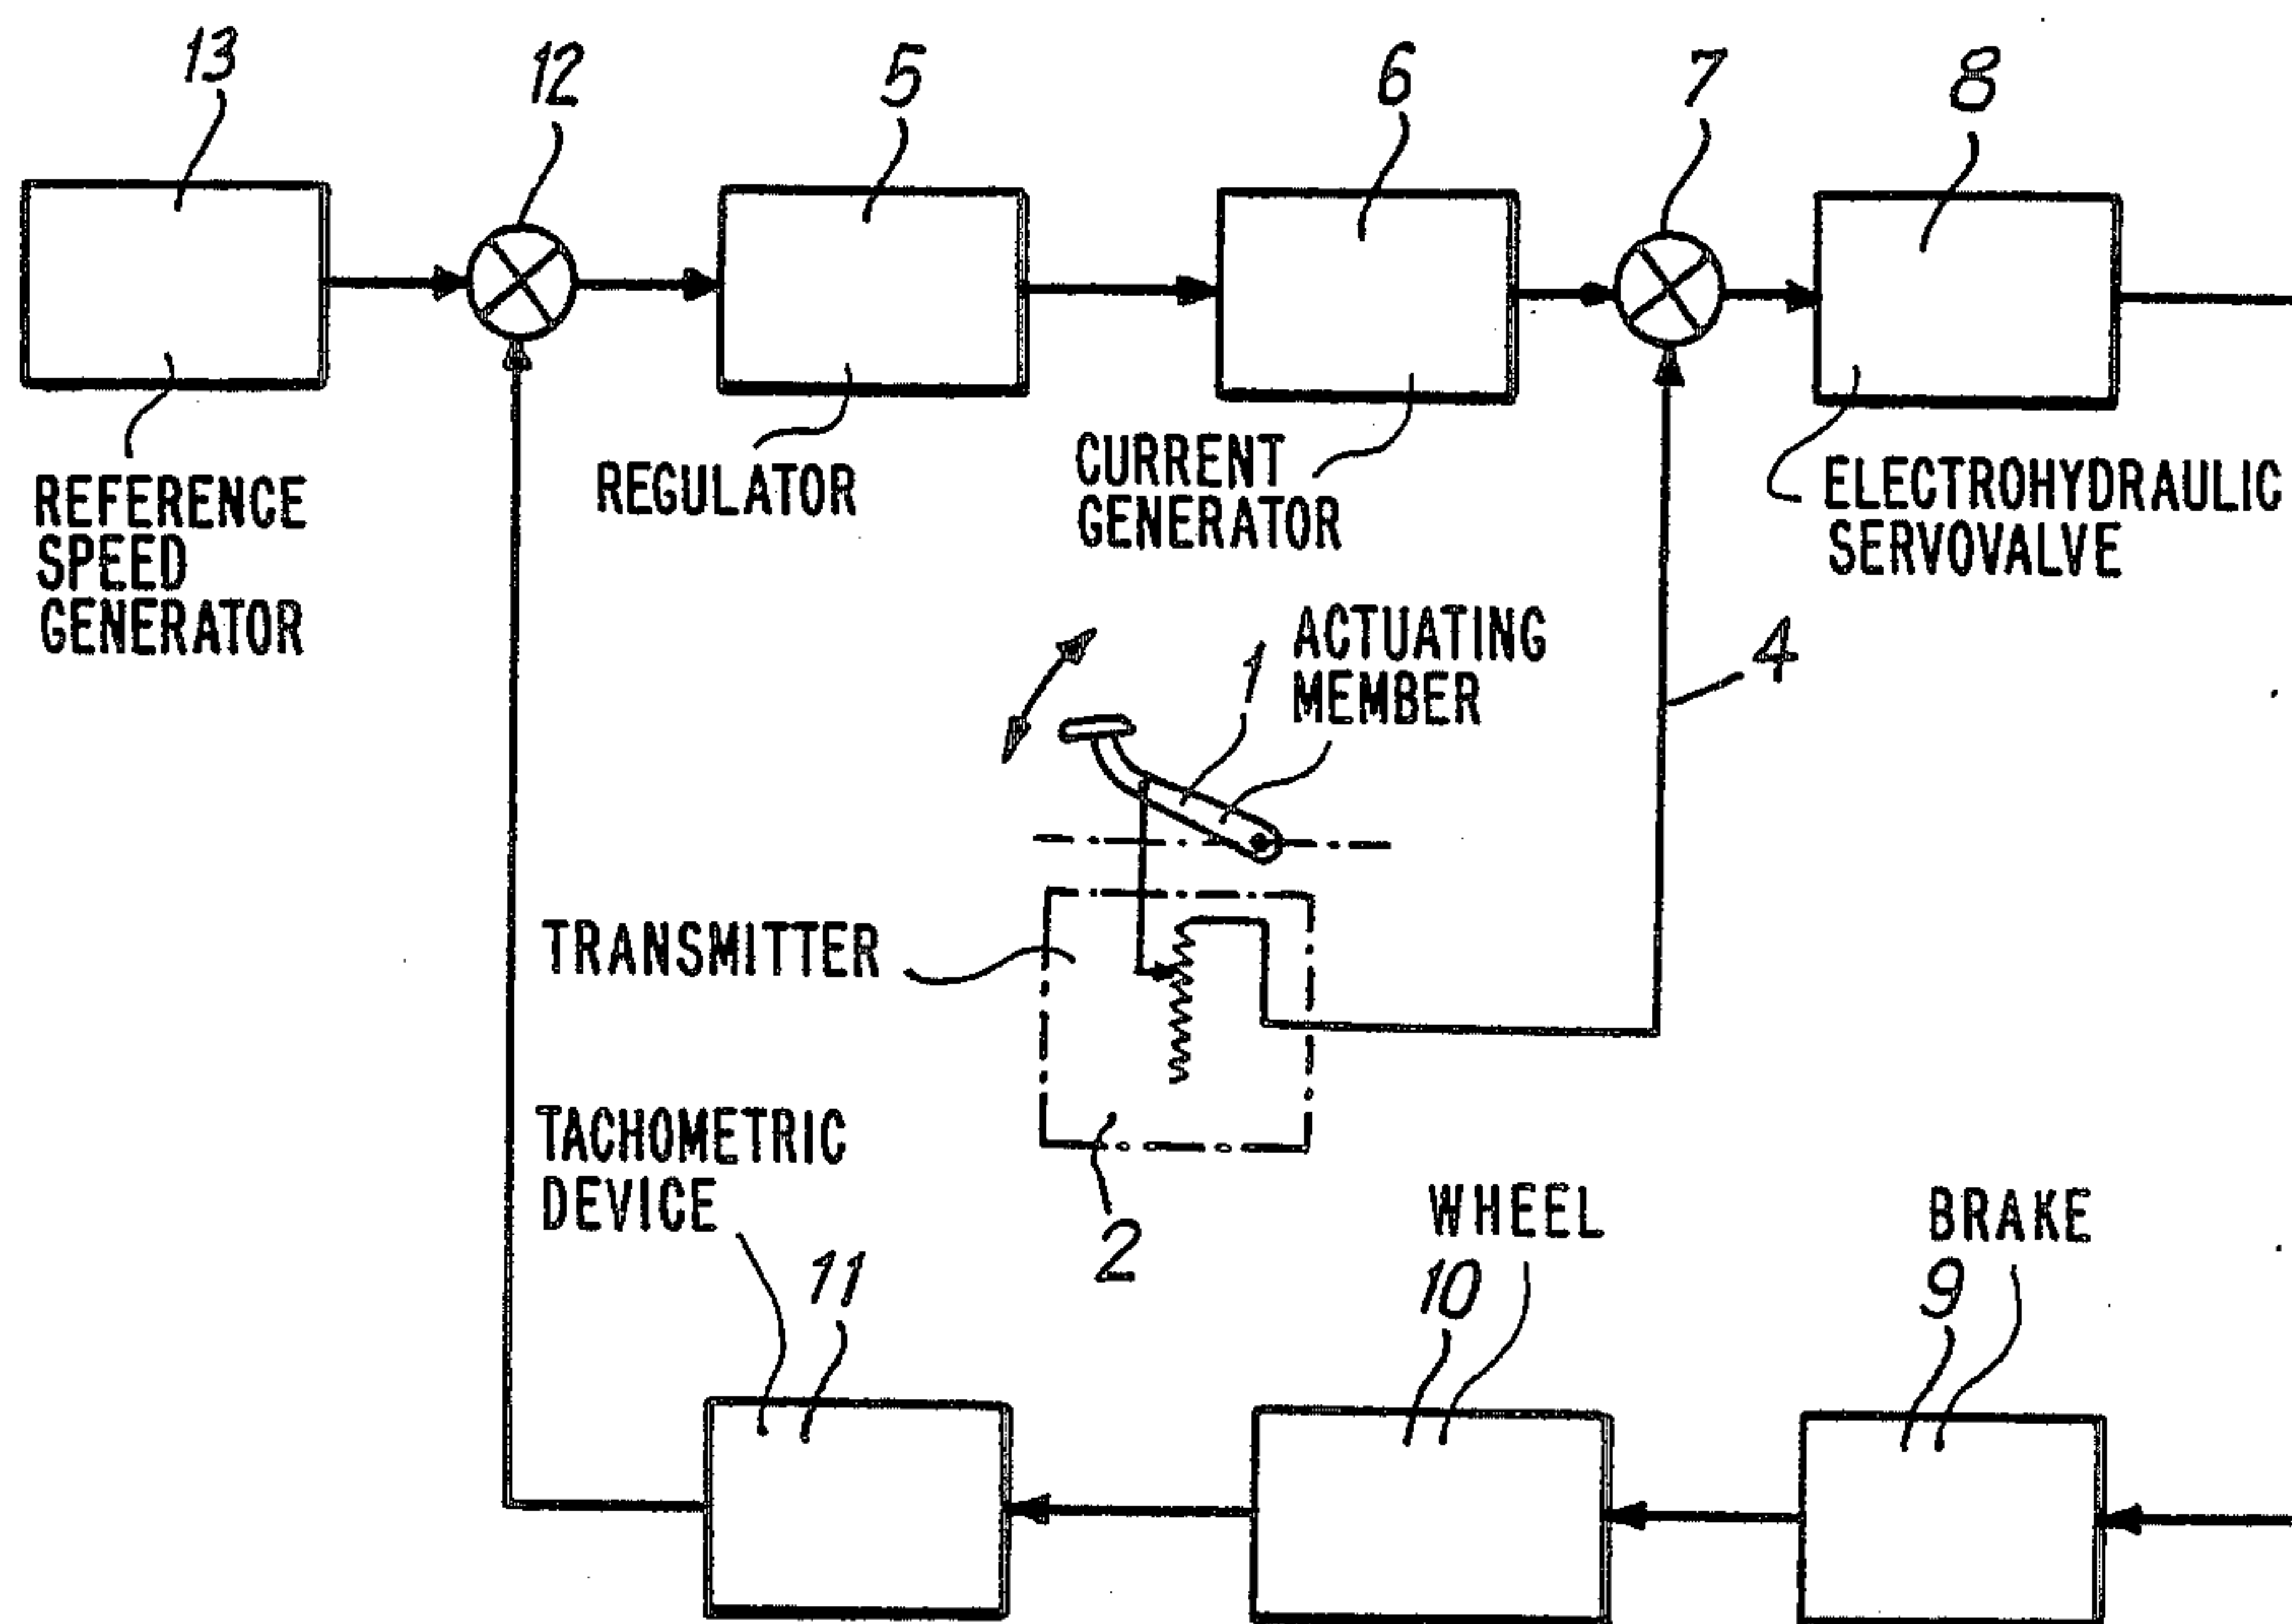 13
12
5
6
7
8
REFERENCE
SPEED
GENERATOR
REGULATOR
CURRENT
GENERATOR
ELECTROHYDRAULIC
SERVOVALVE
1
ACTUATING
MEMBER
4
TRANSMITTER
2
TACHOMETRIC
DEVICE
11
WHEEL
10
BRAKE
9